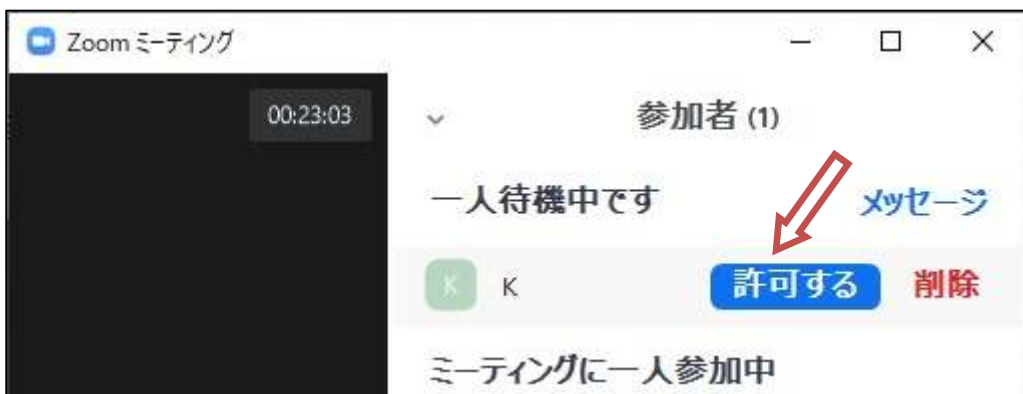 Zoom ミーティング
00:23:03
参加者 (1)
一人待機中です メッセージ
K K 許可する 削除
ミーティングに一人参加中